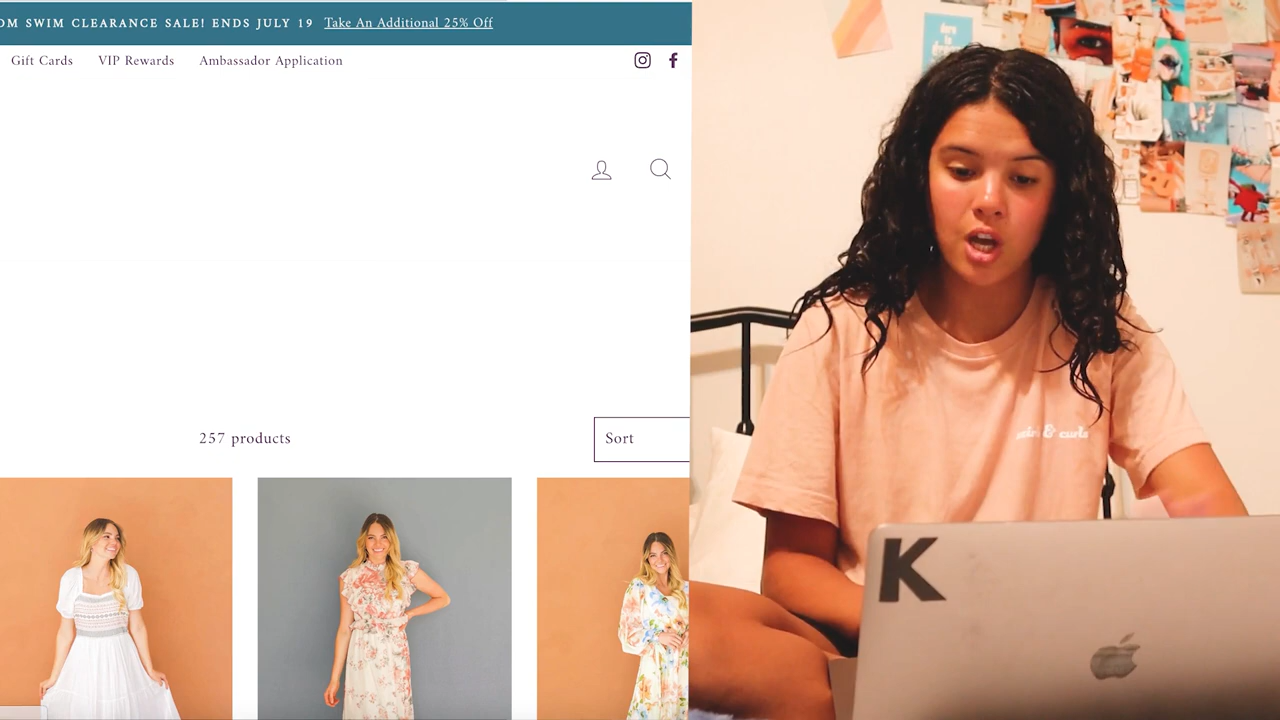 OM SWIM CLEARANCE SALE! ENDS JULY 19 Take An Additional 25% Off
Gift Cards VIP Rewards Ambassador Application
257 products
Sort
& curls
K